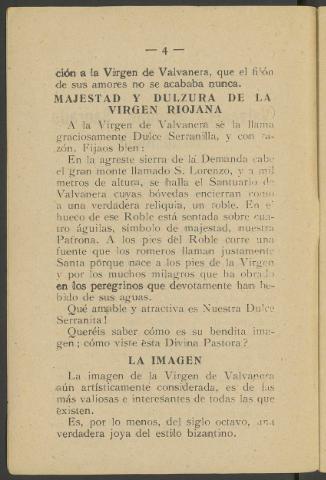 — 4 —
ción a la Virgen de Valvanera, que el filón
de sus amores no se acababa nunca.
MAJESTAD Y DULZURA DE LA
VIRGEN RIOJANA
A la Virgen de Valvanera se la llama
graciosamente Dulce Serranilla, y con ra-
zón. Fijaos bien:
En la agreste sierra de la Demanda cabe
el gran monte llamado S. Lorenzo, y a mil
metros de altura, se halla el Santuario de
Valvanera cuyas bóvedas encierran como
a una verdadera reliquia, un roble. En el
hueco de ese Roble está sentada sobre cua-
tro águilas, símbolo de majestad, nuestra
Patrona. A los pies del Roble corre una
fuente que los romeros llaman justamente
Santa pórque nace a los pies de la Virgen
y por los muchos milagros que ha obrado
en los peregrinos que devotamente han be-
bido de sus aguas.
Qué amable y atractiva es Nuestra Dulce
Serranita!
Queréis saber cómo es su bendita ima-
gen; cómo viste ésta Divina Pastora?
LA IMAGEN
La imagen de la Virgen de Valvanera
aún artísticamente considerada, es de las
más valiosas e interesantes de todas las que
existen.
Es, por lo menos, del siglo octavo, una
verdadera joya del estilo bizantino.